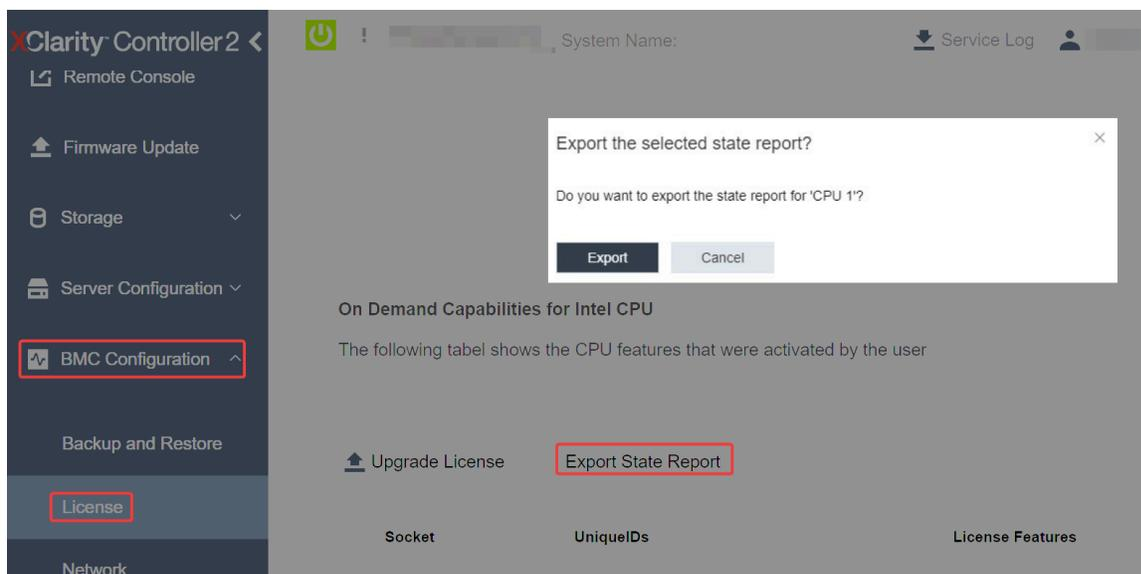 XClarity Controller 2
System Name:
Service Log
Remote Console
Firmware Update
Storage
Server Configuration
BMC Configuration
Backup and Restore
License
Network
Export the selected state report?
Do you want to export the state report for 'CPU 1'?
Export
Cancel
On Demand Capabilities for Intel CPU
The following tabel shows the CPU features that were activated by the user
Upgrade License
Export State Report
Socket
UniqueIDs
License Features